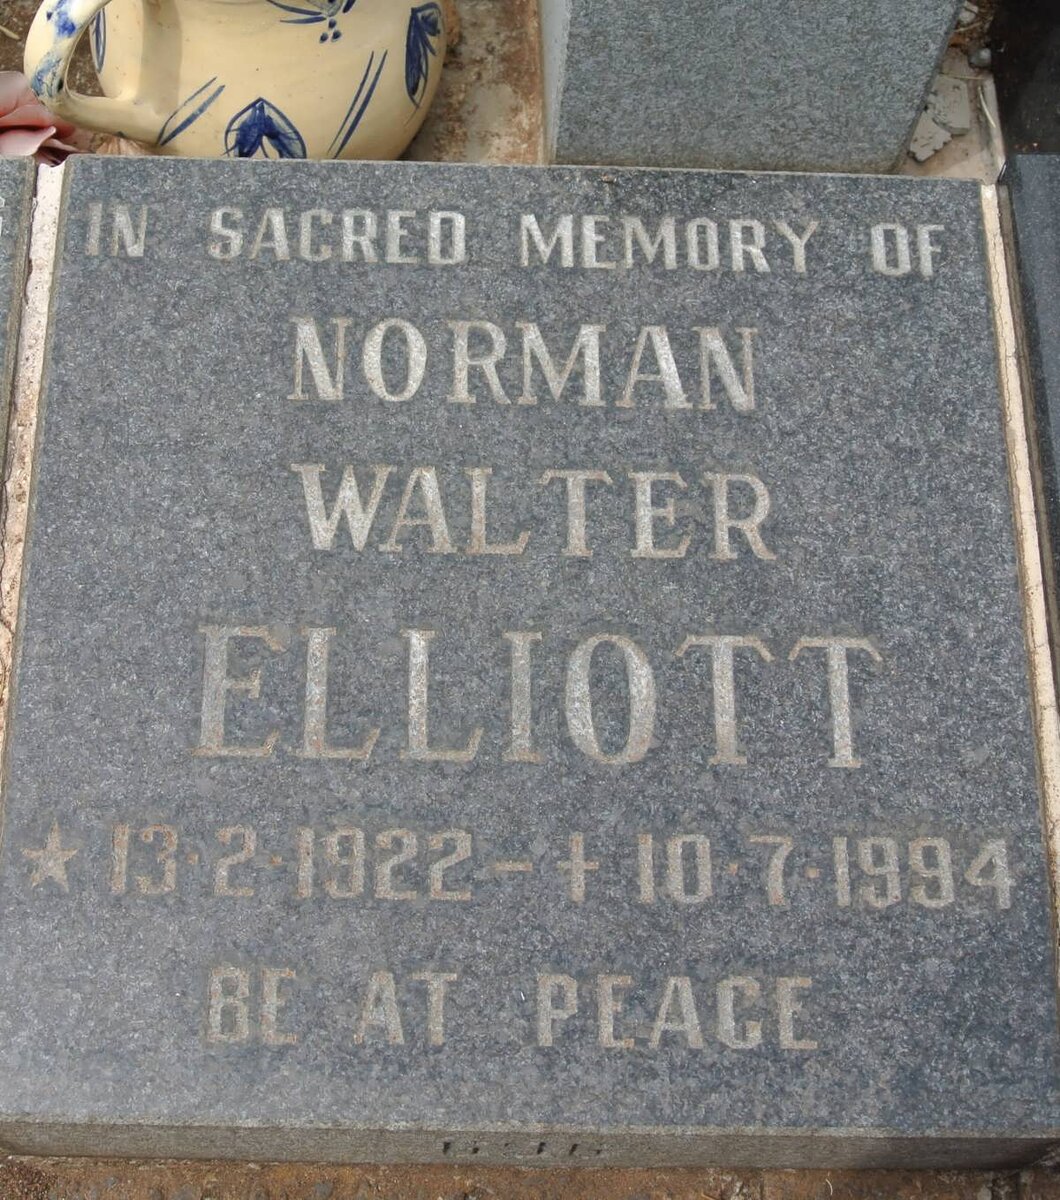 IN SACRED MEMORY OF
NORMAN
WALTER
ELLIOTT
★ 13·2·1922 – ✝ 10·7·1994
BE AT PEACE